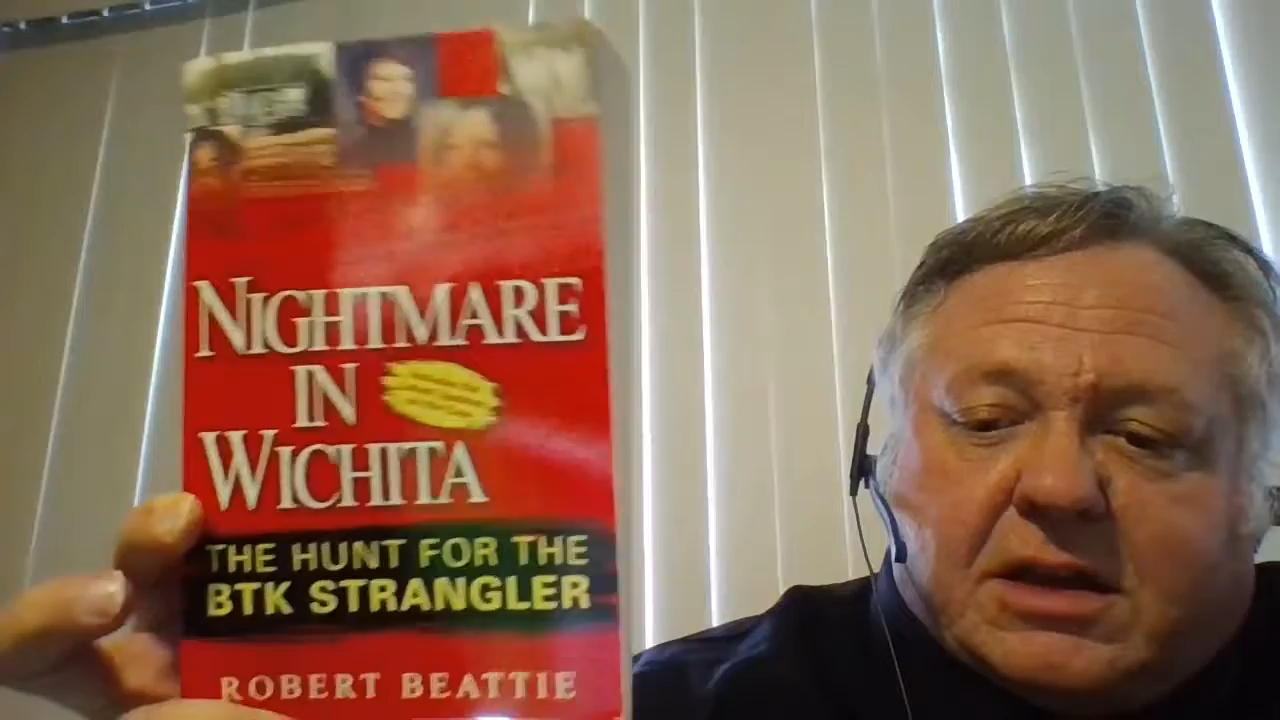 NIGHTMARE
IN
WICHITA
THE HUNT FOR THE
BTK STRANGLER
ROBERT BEATTIE